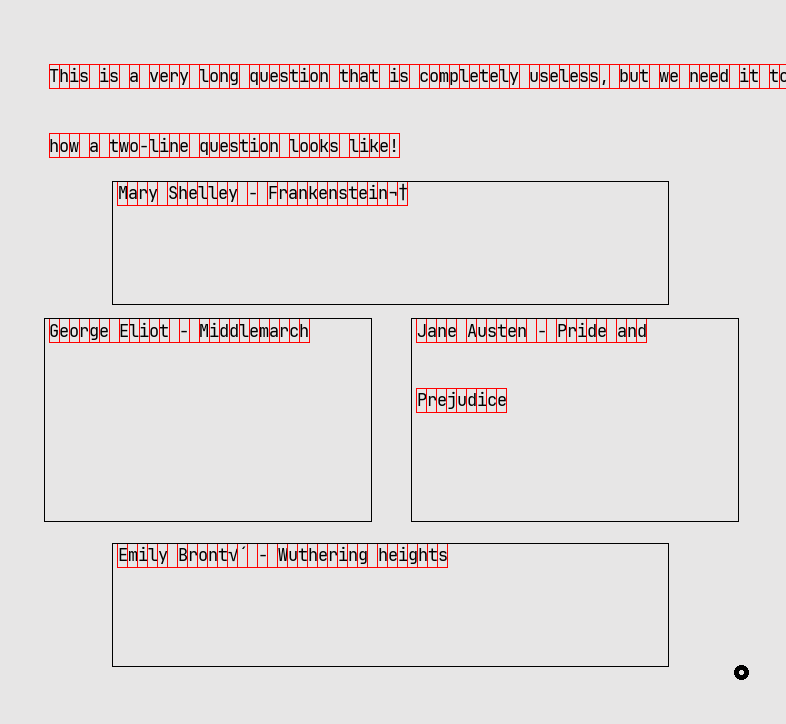 This is a very long question that is completely useless, but we need it to
how a two-line question looks like!
Mary Shelley - Frankenstein¬†
George Eliot - Middlemarch
Jane Austen - Pride and
Prejudice
Emily Bront√´ - Wuthering heights